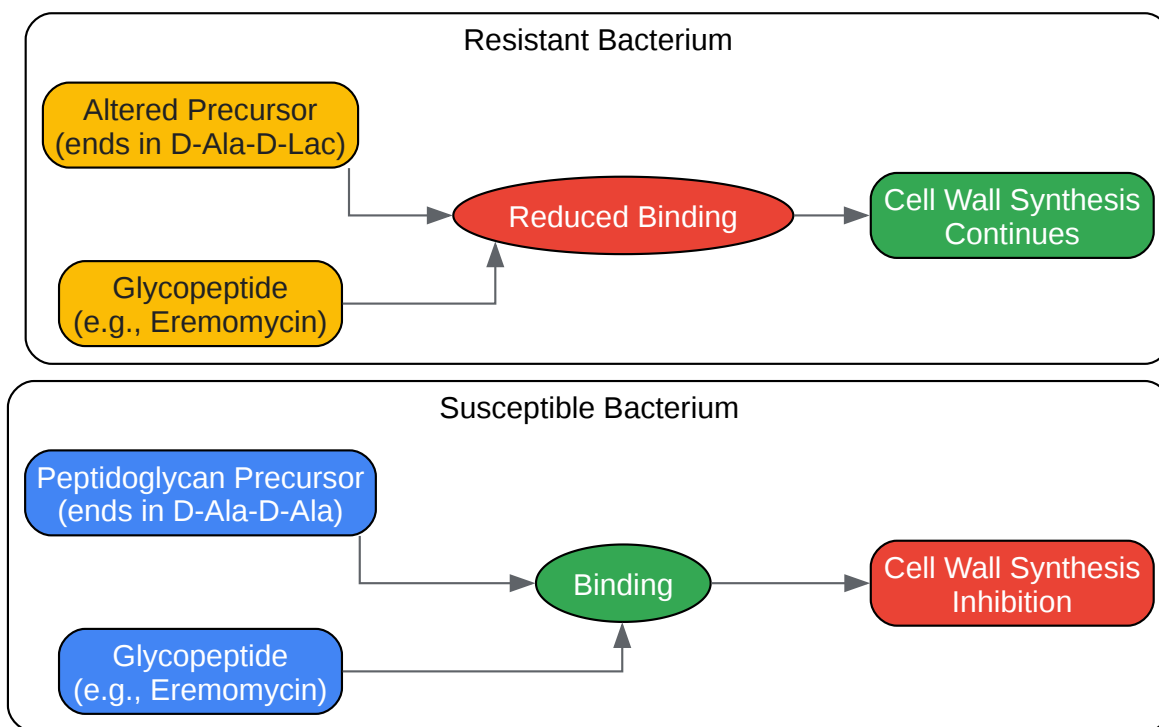 Resistant Bacterium
Altered Precursor
(ends in D-Ala-D-Lac)
Reduced Binding
Cell Wall Synthesis
Continues
Glycopeptide
(e.g., Eremomycin)
Susceptible Bacterium
Peptidoglycan Precursor
(ends in D-Ala-D-Ala)
Binding
Cell Wall Synthesis
Inhibition
Glycopeptide
(e.g., Eremomycin)